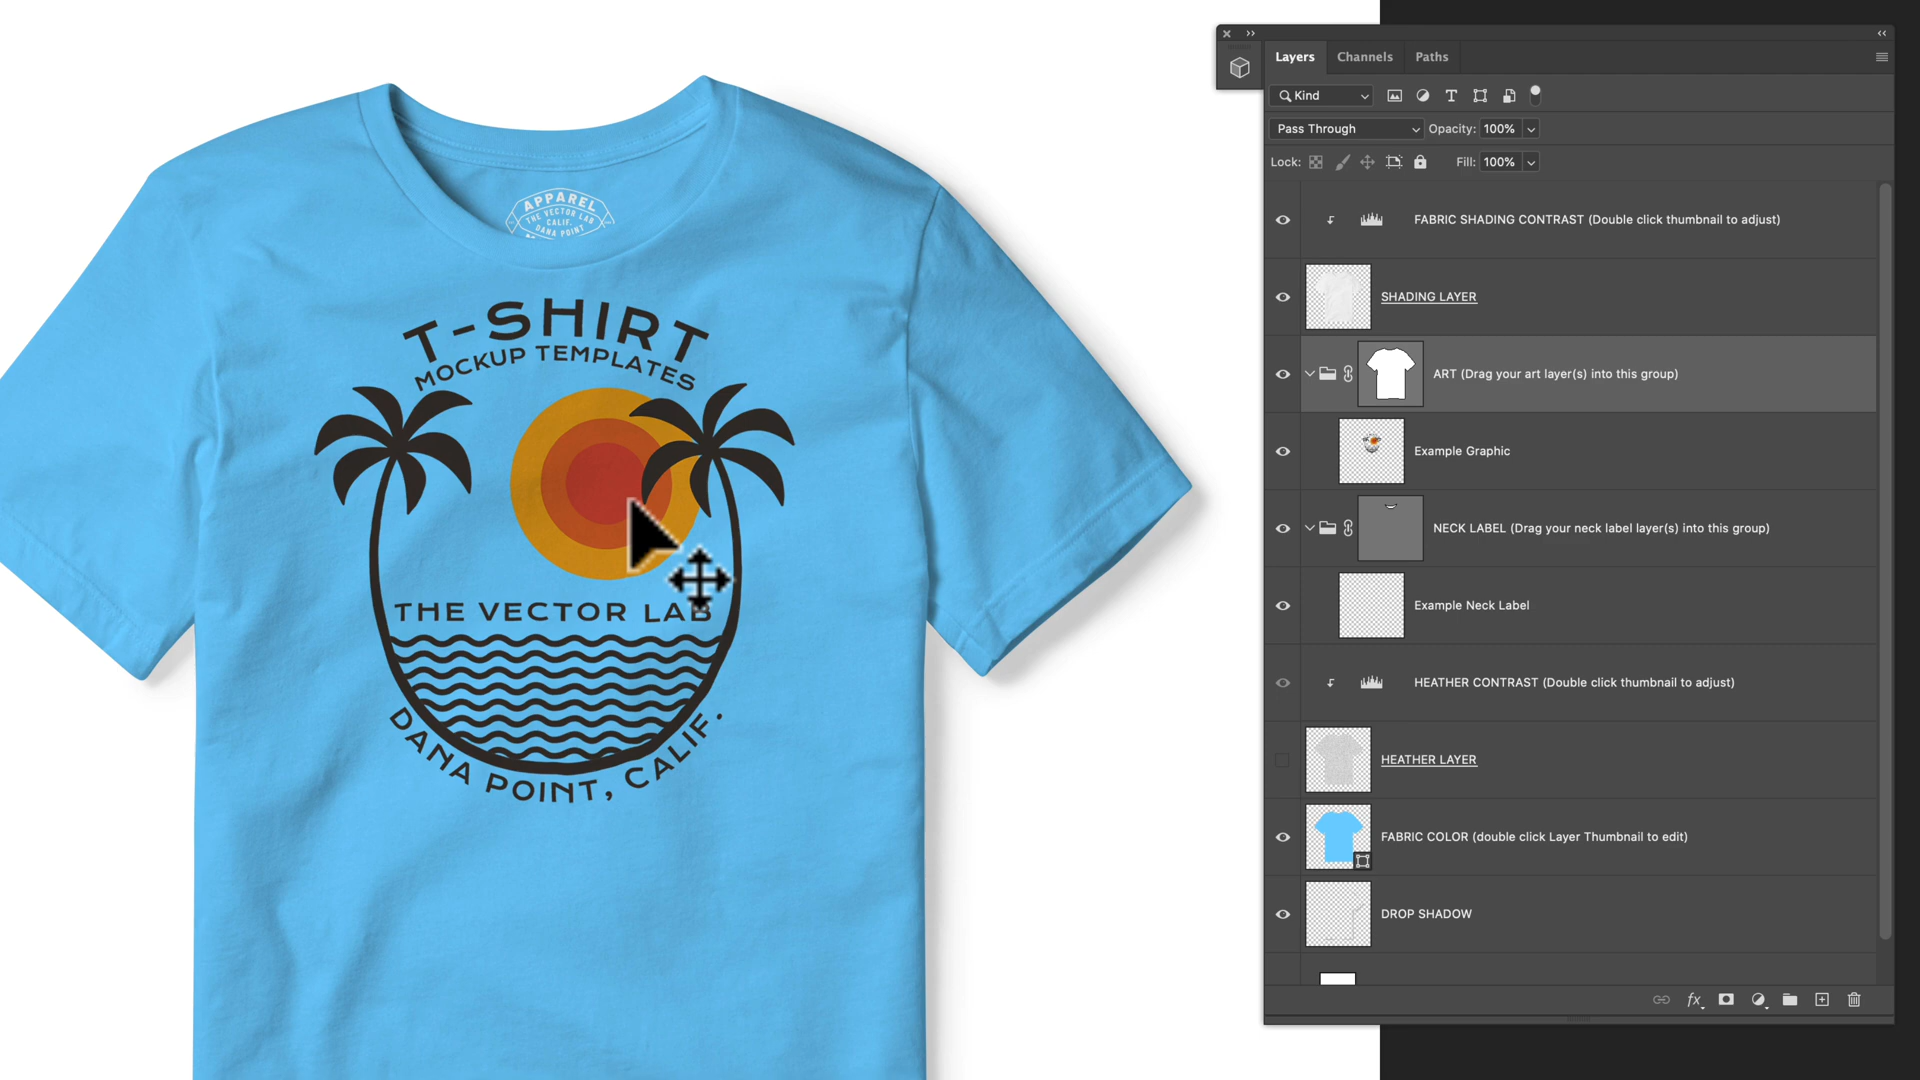 APPAREL
THE VECTOR LAB
CALIF.
DANA POINT
T-SHIRT
MOCKUP TEMPLATES
THE VECTOR LAB
DANA POINT, CALIF.
Layers
Channels
Paths
Kind
Pass Through
Opacity: 100%
Lock:
Fill: 100%
FABRIC SHADING CONTRAST (Double click thumbnail to adjust)
SHADING LAYER
ART (Drag your art layer(s) into this group)
Example Graphic
NECK LABEL (Drag your neck label layer(s) into this group)
Example Neck Label
HEATHER CONTRAST (Double click thumbnail to adjust)
HEATHER LAYER
FABRIC COLOR (double click Layer Thumbnail to edit)
DROP SHADOW
fx